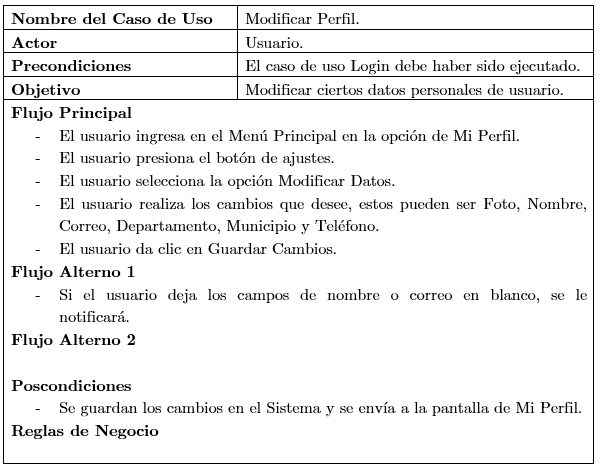 Nombre del Caso de Uso Modificar Perfil.
Actor Usuario.
Precondiciones El caso de uso Login debe haber sido ejecutado.
Objetivo Modificar ciertos datos personales de usuario.
Flujo Principal
- El usuario ingresa en el Menú Principal en la opción de Mi Perfil.
- El usuario presiona el botón de ajustes.
- El usuario selecciona la opción Modificar Datos.
- El usuario realiza los cambios que desee, estos pueden ser Foto, Nombre,
Correo, Departamento, Municipio y Teléfono.
- El usuario da clic en Guardar Cambios.
Flujo Alterno 1
- Si el usuario deja los campos de nombre o correo en blanco, se le
notificará.
Flujo Alterno 2
Poscondiciones
- Se guardan los cambios en el Sistema y se envía a la pantalla de Mi Perfil.
Reglas de Negocio